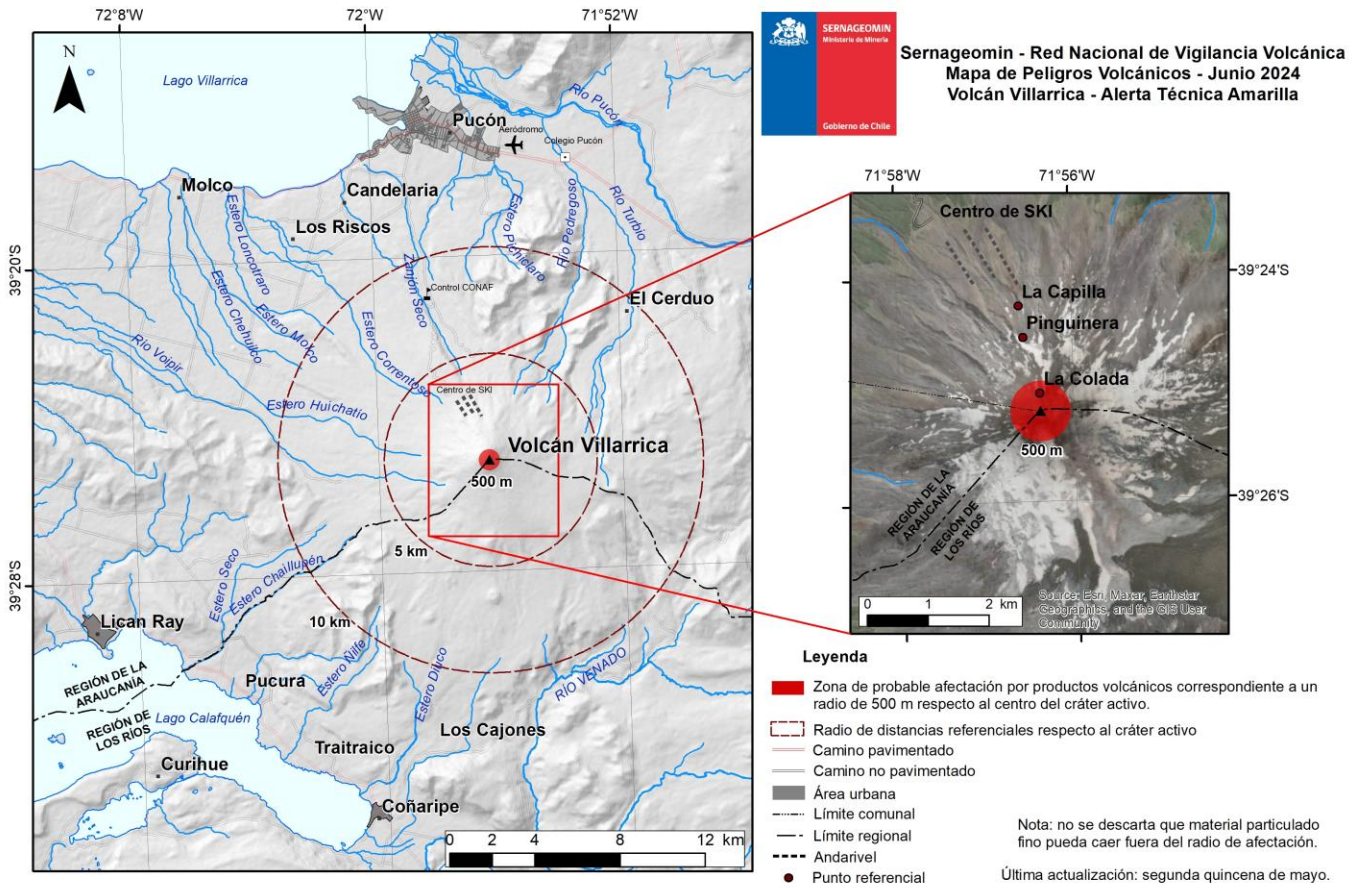 72°8'W
72°W
71°52'W
39°20'S
39°28'S
N
Lago Villarrica
Pucón
Aeródromo
Colegio Pucón
Río Pucón
Molco
Candelaria
Los Riscos
Estero Loncotraro
Estero Chehuilco
Estero Molco
Río Voipir
Estero Huichatío
Estero Correntoso
Zanjón Seco
Control CONAF
Estero Pichiclaro
Río Pedregoso
Río Turbio
El Cerduo
Centro de SKI
Volcán Villarrica
500 m
5 km
10 km
Estero Seco
Estero Challupén
Lican Ray
REGIÓN DE LA
ARAUCANÍA
REGIÓN DE
LOS RÍOS
Lago Calafquén
Pucura
Estero Ñilfe
Estero Diuco
RÍO VENADO
Los Cajones
Traitraico
Curihue
Coñaripe
0 2 4 8 12 km
SERNAGEOMIN
Ministerio de Minería
Gobierno de Chile
Sernageomin - Red Nacional de Vigilancia Volcánica
Mapa de Peligros Volcánicos - Junio 2024
Volcán Villarrica - Alerta Técnica Amarilla
71°58'W
71°56'W
39°24'S
39°26'S
Centro de SKI
La Capilla
Pinguinera
La Colada
500 m
REGIÓN DE LA
ARAUCANÍA
REGIÓN DE
LOS RÍOS
0 1 2 km
Source: Esri, Maxar, Earthstar
Geographics, and the GIS User
Community
Leyenda
Zona de probable afectación por productos volcánicos correspondiente a un
radio de 500 m respecto al centro del cráter activo.
Radio de distancias referenciales respecto al cráter activo
Camino pavimentado
Camino no pavimentado
Área urbana
Límite comunal
Límite regional
Andarivel
Punto referencial
Nota: no se descarta que material particulado
fino pueda caer fuera del radio de afectación.
Última actualización: segunda quincena de mayo.